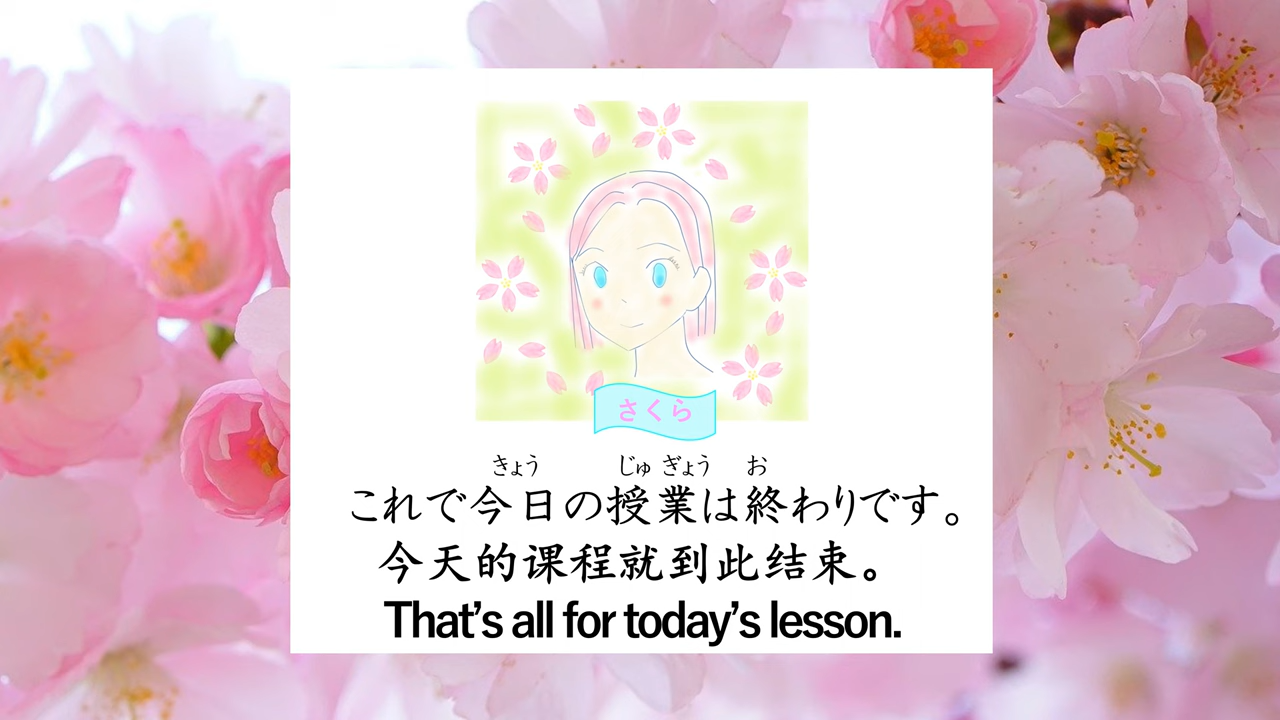 さくら
きょう じゅ ぎょう お
これで今日の授業は終わりです。
今天的课程就到此结束。
That's all for today's lesson.